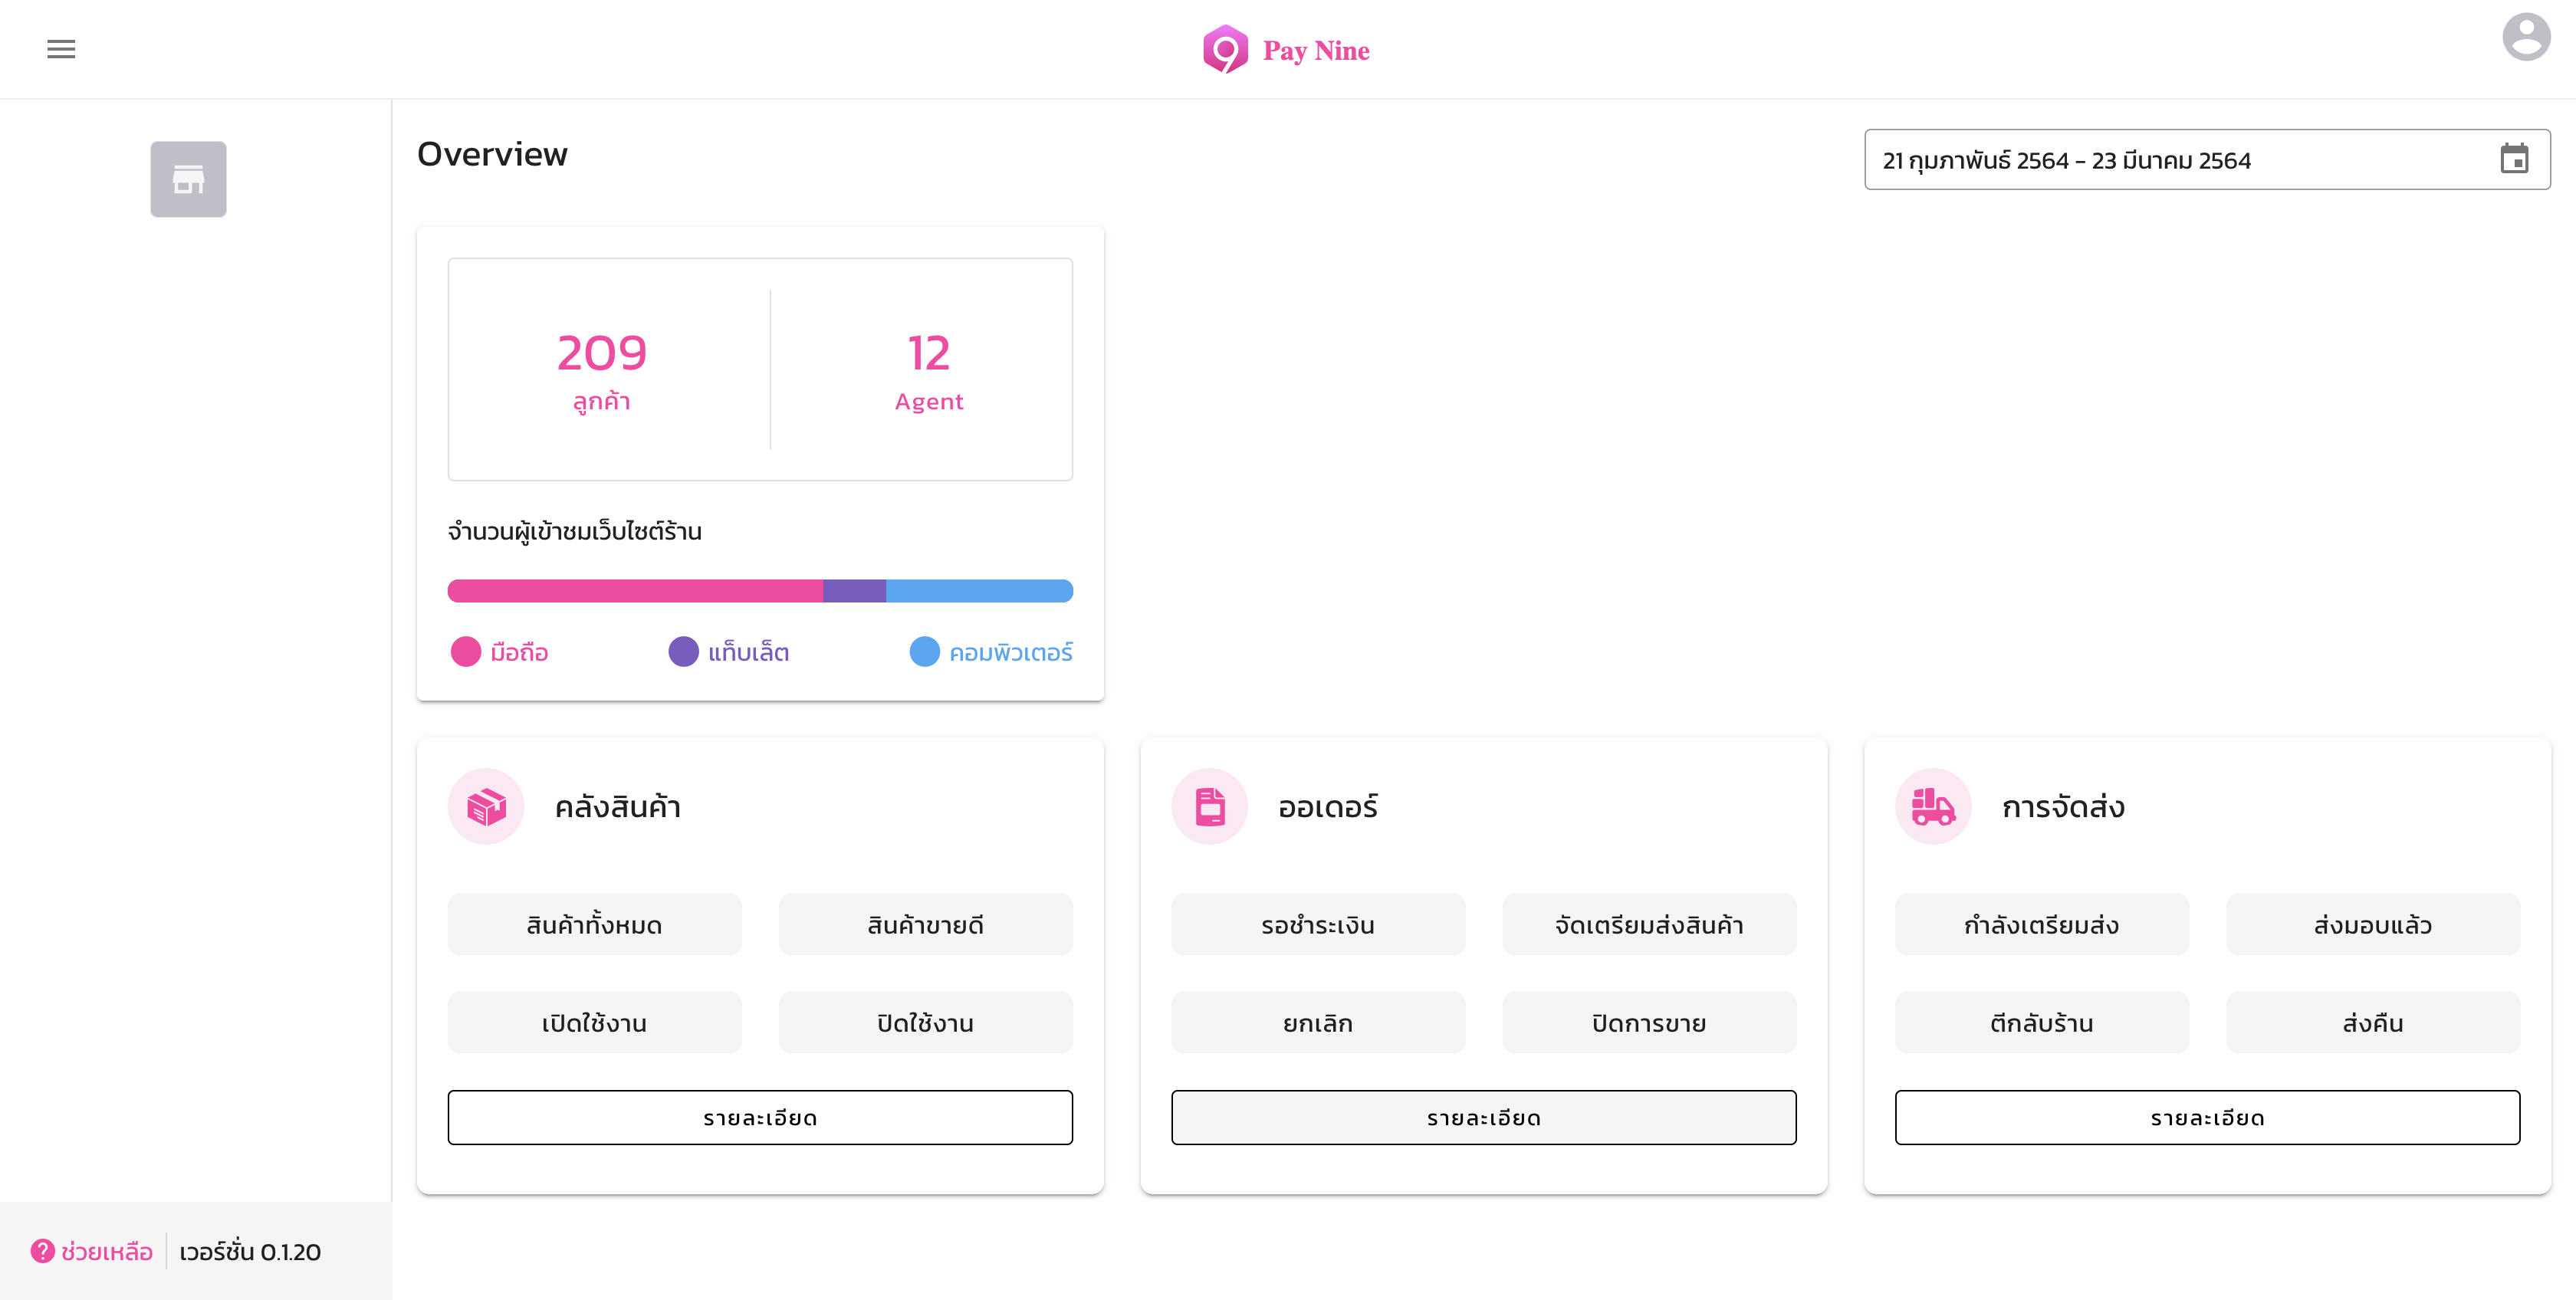 Pay Nine
Overview
21 กุมภาพันธ์ 2564 - 23 มีนาคม 2564
209
ลูกค้า
12
Agent
จำนวนผู้เข้าชมเว็บไซต์ร้าน
มือถือ
แท็บเล็ต
คอมพิวเตอร์
คลังสินค้า
สินค้าทั้งหมด
สินค้าขายดี
เปิดใช้งาน
ปิดใช้งาน
รายละเอียด
ออเดอร์
รอชำระเงิน
จัดเตรียมส่งสินค้า
ยกเลิก
ปิดการขาย
รายละเอียด
การจัดส่ง
กำลังเตรียมส่ง
ส่งมอบแล้ว
ตีกลับร้าน
ส่งคืน
รายละเอียด
ช่วยเหลือ
เวอร์ชั่น 0.1.20